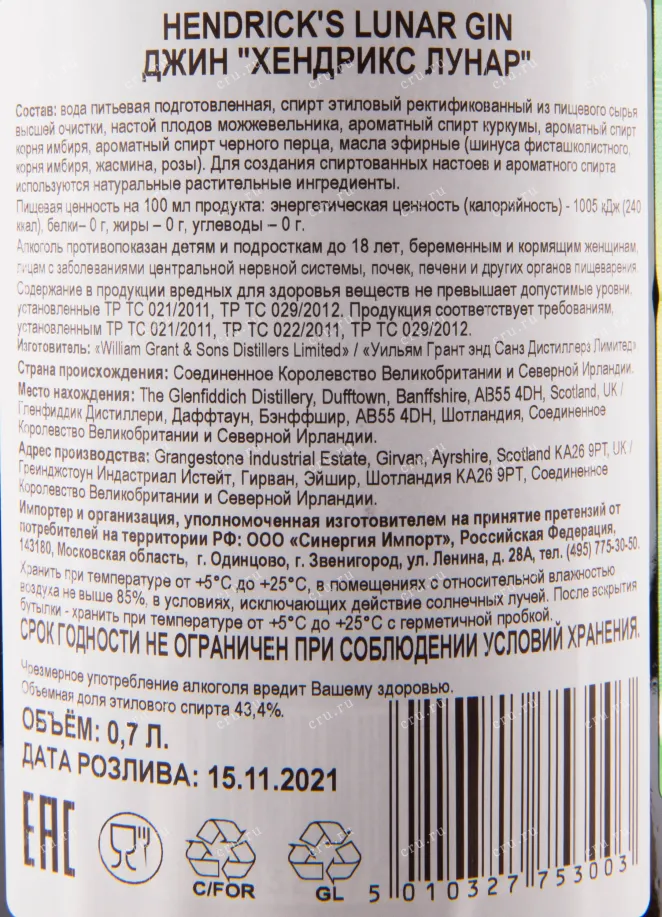 HENDRICK'S LUNAR GIN
ДЖИН "ХЕНДРИКС ЛУНАР"
Состав: вода питьевая подготовленная, спирт этиловый ректификованный из пищевого сырья
высшей очистки, настой плодов можжевельника, ароматный спирт куркумы, ароматный спирт
корня имбиря, ароматный спирт черного перца, масла эфирные (шинуса фисташколистного,
корня имбиря, жасмина, розы). Для создания спиртованных настоев и ароматного спирта
используются натуральные растительные ингредиенты.
Пищевая ценность на 100 мл продукта: энергетическая ценность (калорийность) - 1005 кДж (240
ккал), белки– 0 г, жиры – 0 г, углеводы – 0 г.
Алкоголь противопоказан детям и подросткам до 18 лет, беременным и кормящим женщинам,
лицам с заболеваниями центральной нервной системы, почек, печени и других органов пищеварения.
Содержание в продукции вредных для здоровья веществ не превышает допустимые уровни,
установленные ТР ТС 021/2011, ТР ТС 029/2012. Продукция соответствует требованиям,
установленным ТР ТС 021/2011, ТР ТС 022/2011, ТР ТС 029/2012.
Изготовитель: «William Grant & Sons Distillers Limited» / «Уильям Грант энд Санз Дистиллерз Лимитед»
Страна происхождения: Соединенное Королевство Великобритании и Северной Ирландии.
Место нахождения: The Glenfiddich Distillery, Dufftown, Banffshire, AB55 4DH, Scotland, UK /
Гленфиддик Дистиллери, Даффтаун, Бэнффшир, AB55 4DH, Шотландия, Соединенное
Королевство Великобритании и Северной Ирландии.
Адрес производства: Grangestone Industrial Estate, Girvan, Ayrshire, Scotland KA26 9PT, UK /
Грейнджстоун Индастриал Истейт, Гирван, Эйшир, Шотландия KA26 9PT, Соединенное
Королевство Великобритании и Северной Ирландии.
Импортер и организация, уполномоченная изготовителем на принятие претензий от
потребителей на территории РФ: ООО «Синергия Импорт», Российская Федерация,
143180, Московская область, г. Одинцово, г. Звенигород, ул. Ленина, д. 28А, тел. (495) 775-30-50.
Хранить при температуре от +5°С до +25°С, в помещениях с относительной влажностью
воздуха не выше 85%, в условиях, исключающих действие солнечных лучей. После вскрытия
бутылки - хранить при температуре от +5°С до +25°С с герметичной пробкой.
СРОК ГОДНОСТИ НЕ ОГРАНИЧЕН ПРИ СОБЛЮДЕНИИ УСЛОВИЙ ХРАНЕНИЯ.
Чрезмерное употребление алкоголя вредит Вашему здоровью.
Объемная доля этилового спирта 43,4%.
ОБЪЁМ: 0,7 Л.
ДАТА РОЗЛИВА: 15.11.2021
EAC
C/FOR
GL
5 010327 753003